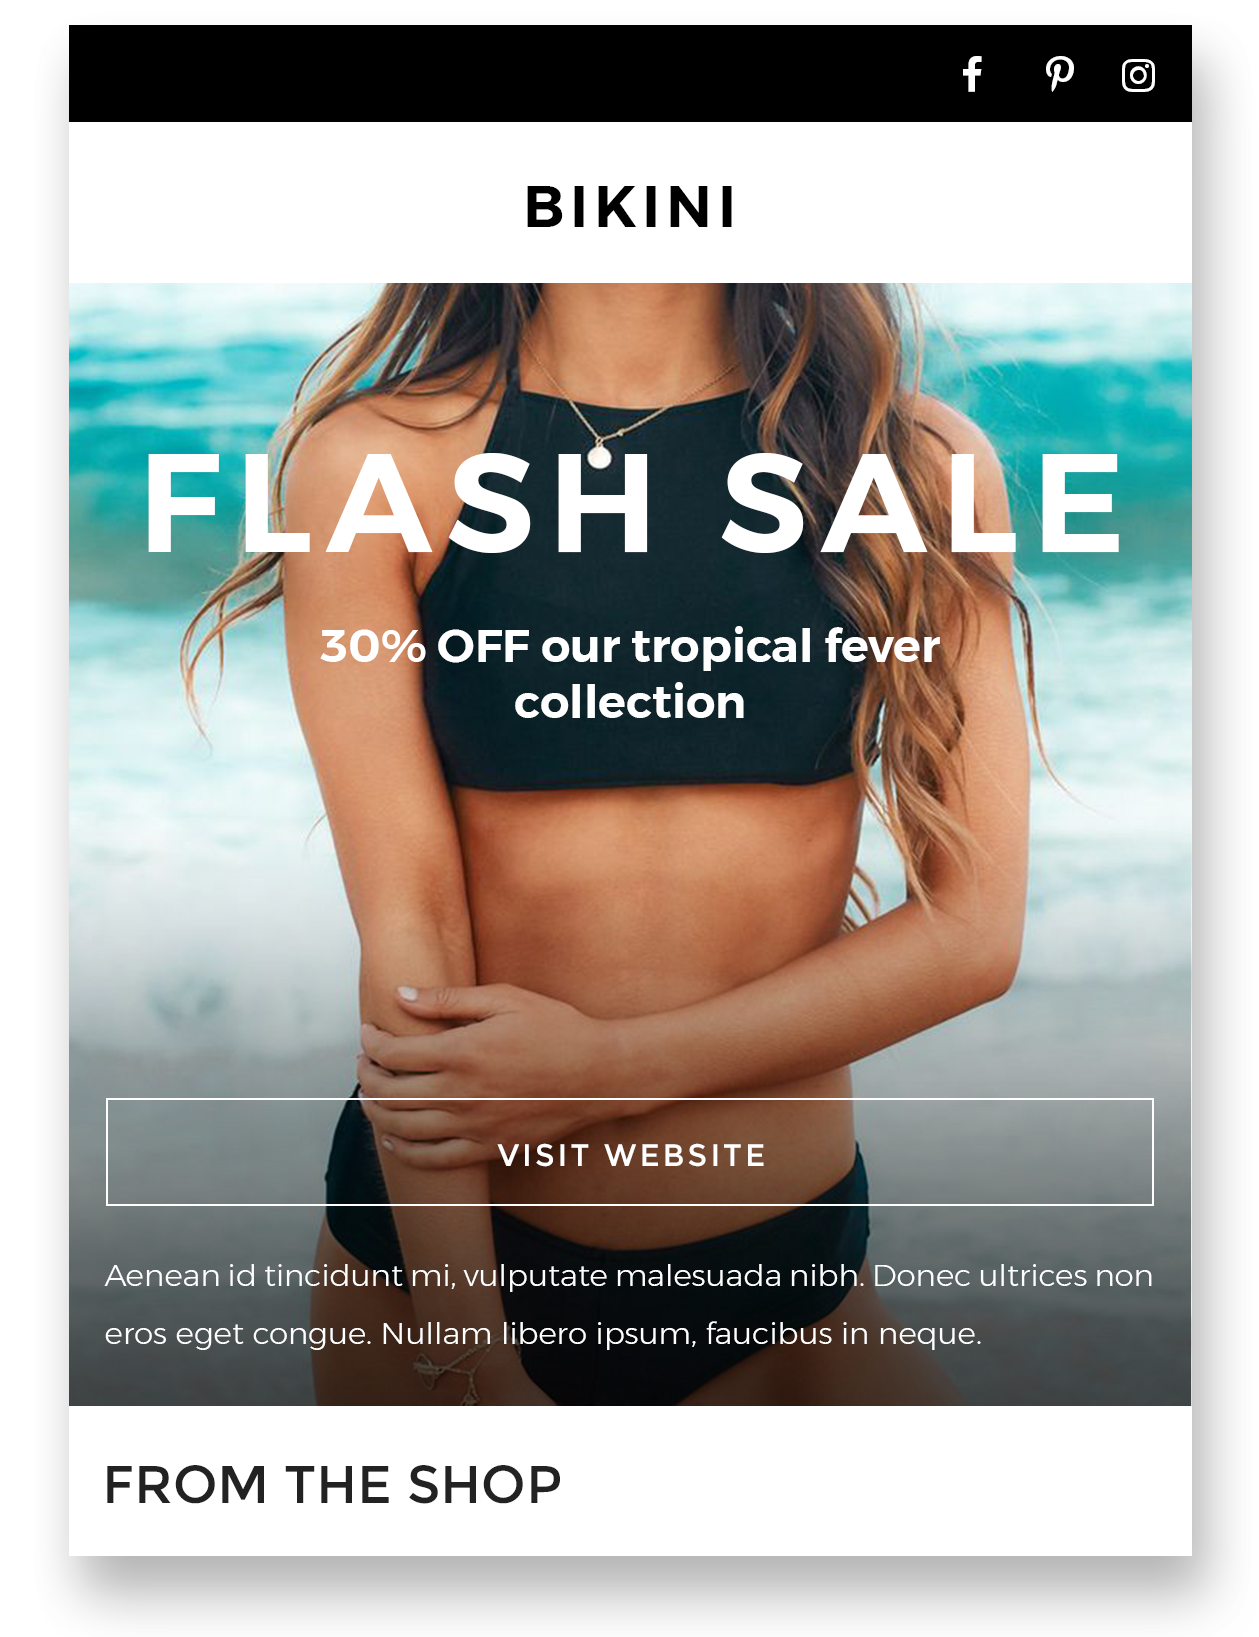 BIKINI
FLASH SALE
30% OFF our tropical fever
collection
VISIT WEBSITE
Aenean id tincidunt mi, vulputate malesuada nibh. Donec ultrices non
eros eget congue. Nullam libero ipsum, faucibus in neque.
FROM THE SHOP